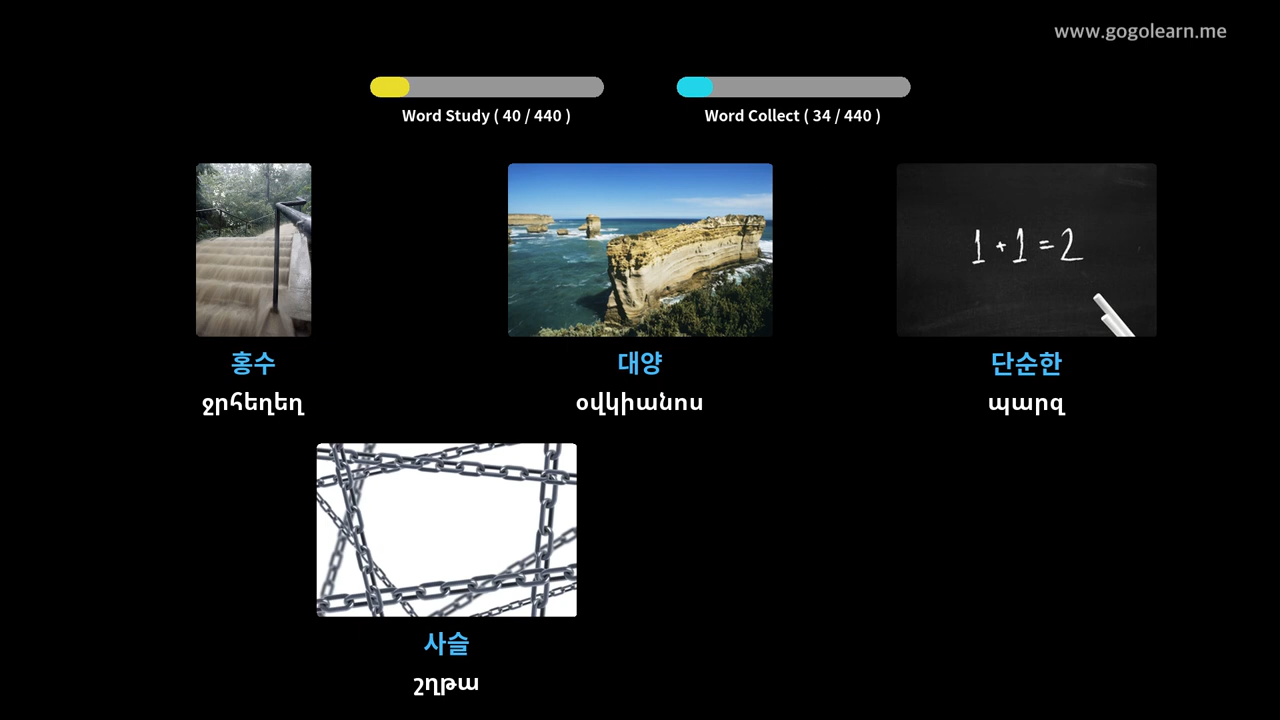 www.gogolearn.me
Word Study ( 40 / 440 )
Word Collect ( 34 / 440 )
1 + 1 = 2
홍수
대양
단순한
ջրհեղեղ
օվկիանոս
պարզ
사슬
շղթա